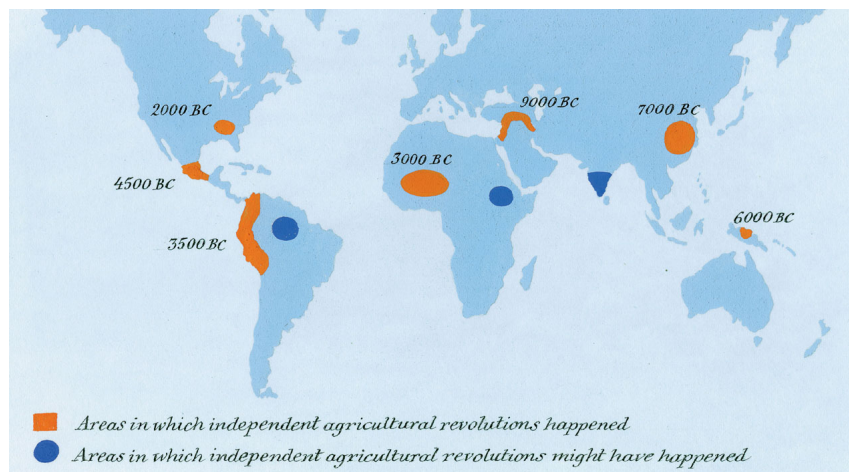 2000 BC
9000 BC
7000 BC
3000 BC
4500 BC
6000 BC
3500 BC
Areas in which independent agricultural revolutions happened
Areas in which independent agricultural revolutions might have happened